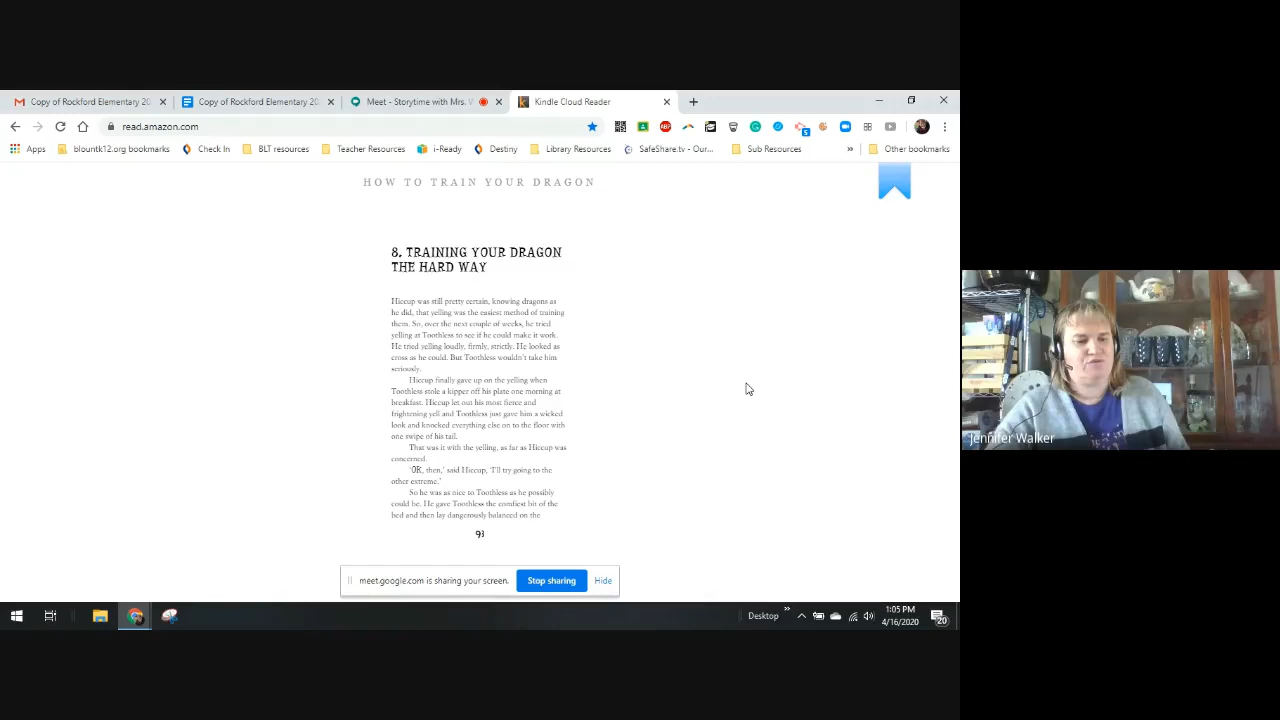 Copy of Rockford Elementary 20
Copy of Rockford Elementary 20
Meet - Storytime with Mrs. W
Kindle Cloud Reader
read.amazon.com
Apps
blountk12.org bookmarks
Check In
BLT resources
Teacher Resources
i-Ready
Destiny
Library Resources
SafeShare.tv - Our...
Sub Resources
»
Other bookmarks
HOW TO TRAIN YOUR DRAGON
8. TRAINING YOUR DRAGON
THE HARD WAY
Hiccup was still pretty certain, knowing dragons as
he did, that yelling was the easiest method of training
them. So, over the next couple of weeks, he tried
yelling at Toothless to see if he could make it work.
He tried yelling loudly, firmly, strictly. He looked as
cross as he could. But Toothless wouldn't take him
seriously.
Hiccup finally gave up on the yelling when
Toothless stole a kipper off his plate one morning at
breakfast. Hiccup let out his most fierce and
frightening yell and Toothless just gave him a wicked
look and knocked everything else on to the floor with
one swipe of his tail.
That was it with the yelling, as far as Hiccup was
concerned.
'OK, then,' said Hiccup, 'I'll try going to the
other extreme.'
So he was as nice to Toothless as he possibly
could be. He gave Toothless the comfiest bit of the
bed and then lay dangerously balanced on the
93
meet.google.com is sharing your screen.
Stop sharing
Hide
Jennifer Walker
Desktop
»
1:05 PM
4/16/2020
20